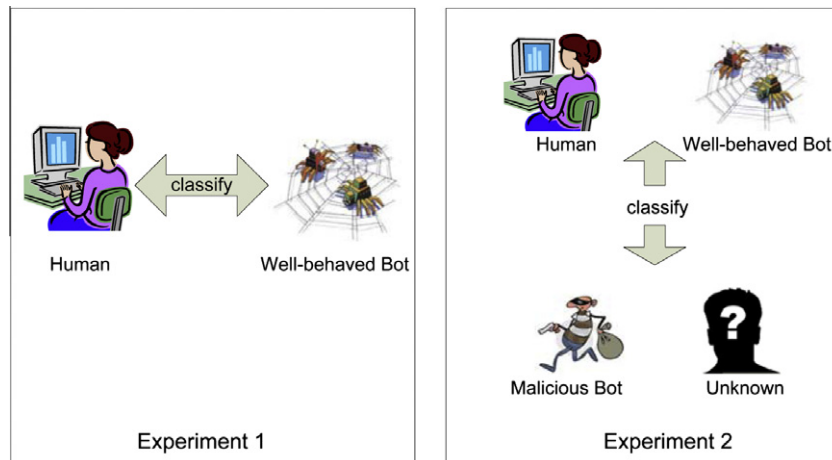 classify
Human
Well-behaved Bot
Experiment 1
Human
Well-behaved Bot
classify
?
Malicious Bot
Unknown
Experiment 2